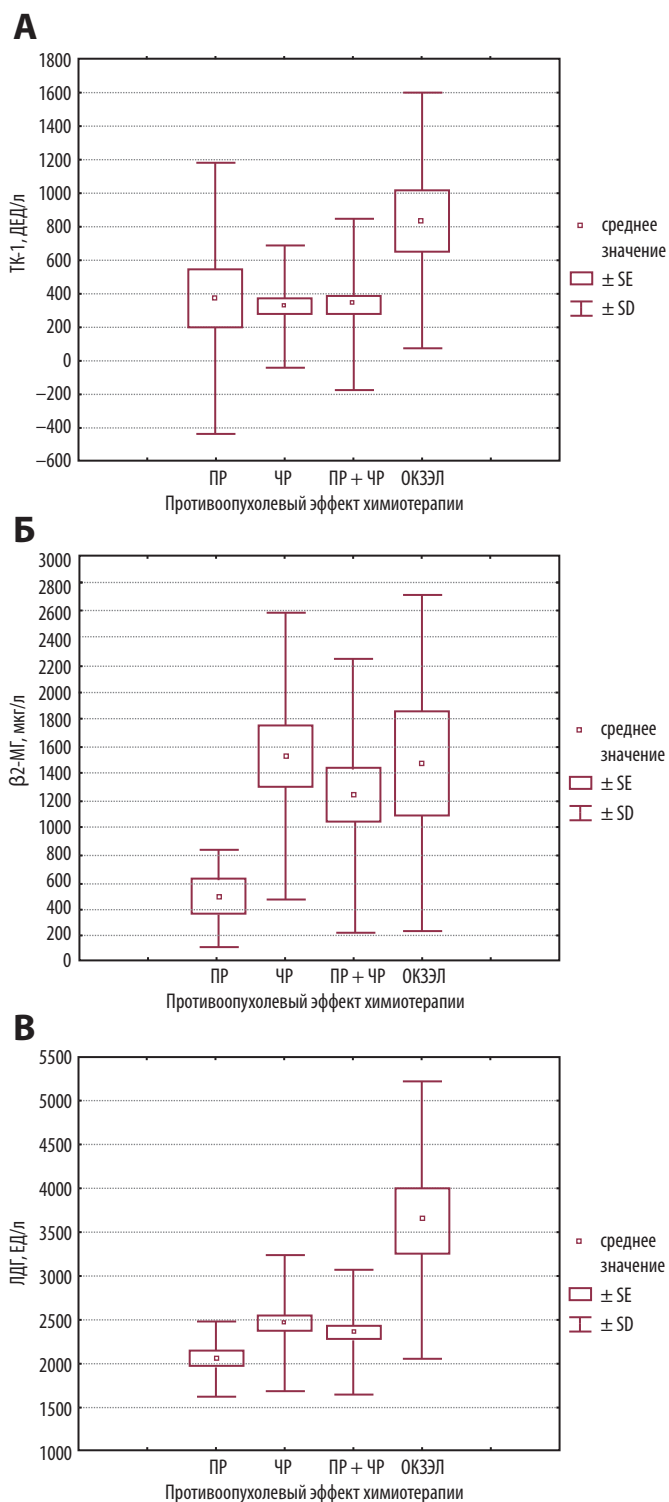 А
1800
1600
1400
1200
1000
800
600
400
200
0
−200
−400
−600
ТК-1, ДЕД/л
ПР ЧР ПР + ЧР ОКЗЭЛ
Противоопухолевый эффект химиотерапии
среднее
значение
± SE
± SD
Б
3000
2800
2600
2400
2200
2000
1800
1600
1400
1200
1000
800
600
400
200
0
β2-МГ, мкг/л
ПР ЧР ПР + ЧР ОКЗЭЛ
Противоопухолевый эффект химиотерапии
среднее
значение
± SE
± SD
В
5500
5000
4500
4000
3500
3000
2500
2000
1500
1000
ЛДГ, ЕД/л
ПР ЧР ПР + ЧР ОКЗЭЛ
Противоопухолевый эффект химиотерапии
среднее
значение
± SE
± SD